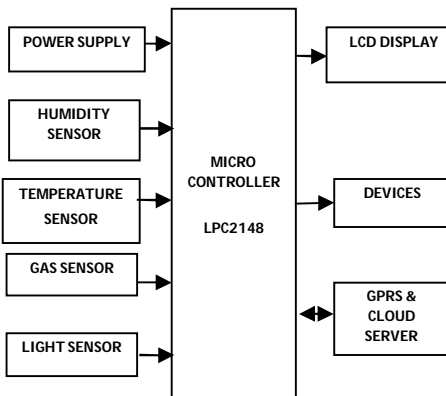 POWER SUPPLY
HUMIDITY
SENSOR
TEMPERATURE
SENSOR
GAS SENSOR
LIGHT SENSOR
MICRO
CONTROLLER
LPC2148
LCD DISPLAY
DEVICES
GPRS &
CLOUD
SERVER